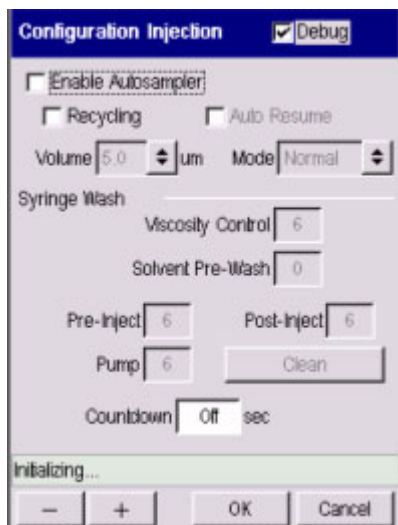 Configuration Injection Debug
Enable Autosampler
Recycling Auto Resume
Volume 5.0 um Mode Normal
Syringe Wash
Viscosity Control 6
Solvent Pre-Wash 0
Pre-Inject 6 Post-Inject 6
Pump 6 Clean
Countdown Off sec
Initializing...
− + OK Cancel